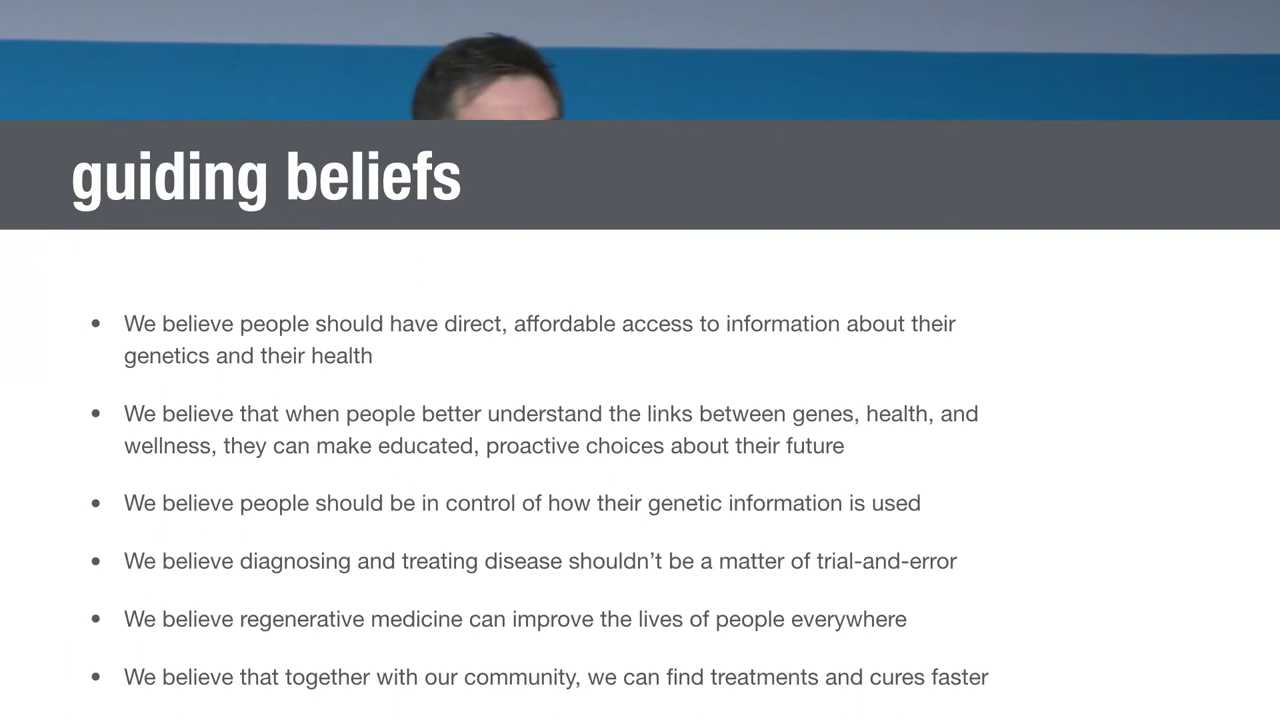 guiding beliefs
• We believe people should have direct, affordable access to information about their
genetics and their health
• We believe that when people better understand the links between genes, health, and
wellness, they can make educated, proactive choices about their future
• We believe people should be in control of how their genetic information is used
• We believe diagnosing and treating disease shouldn’t be a matter of trial-and-error
• We believe regenerative medicine can improve the lives of people everywhere
• We believe that together with our community, we can find treatments and cures faster